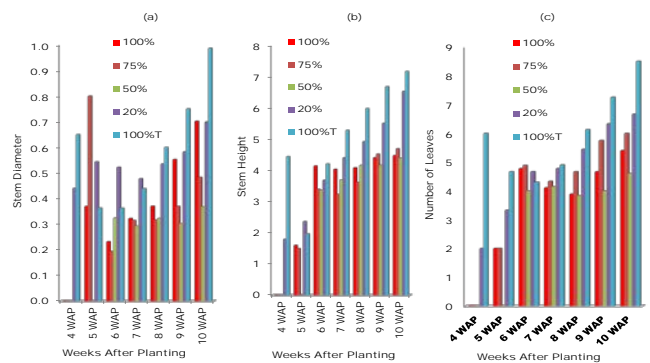 (a)
1.0
0.9
0.8
0.7
0.6
0.5
0.4
0.3
0.2
0.1
0.0
Stem Diameter
100%
75%
50%
20%
100%T
4 WAP
5 WAP
6 WAP
7 WAP
8 WAP
9 WAP
10 WAP
Weeks After Planting
(b)
8
7
6
5
4
3
2
1
0
Stem Height
100%
75%
50%
20%
100%T
4 WAP
5 WAP
6 WAP
7 WAP
8 WAP
9 WAP
10 WAP
Weeks After Planting
(c)
9
8
7
6
5
4
3
2
1
0
Number of Leaves
100%
75%
50%
20%
100%T
4 WAP
5 WAP
6 WAP
7 WAP
8 WAP
9 WAP
10 WAP
Weeks After Planting